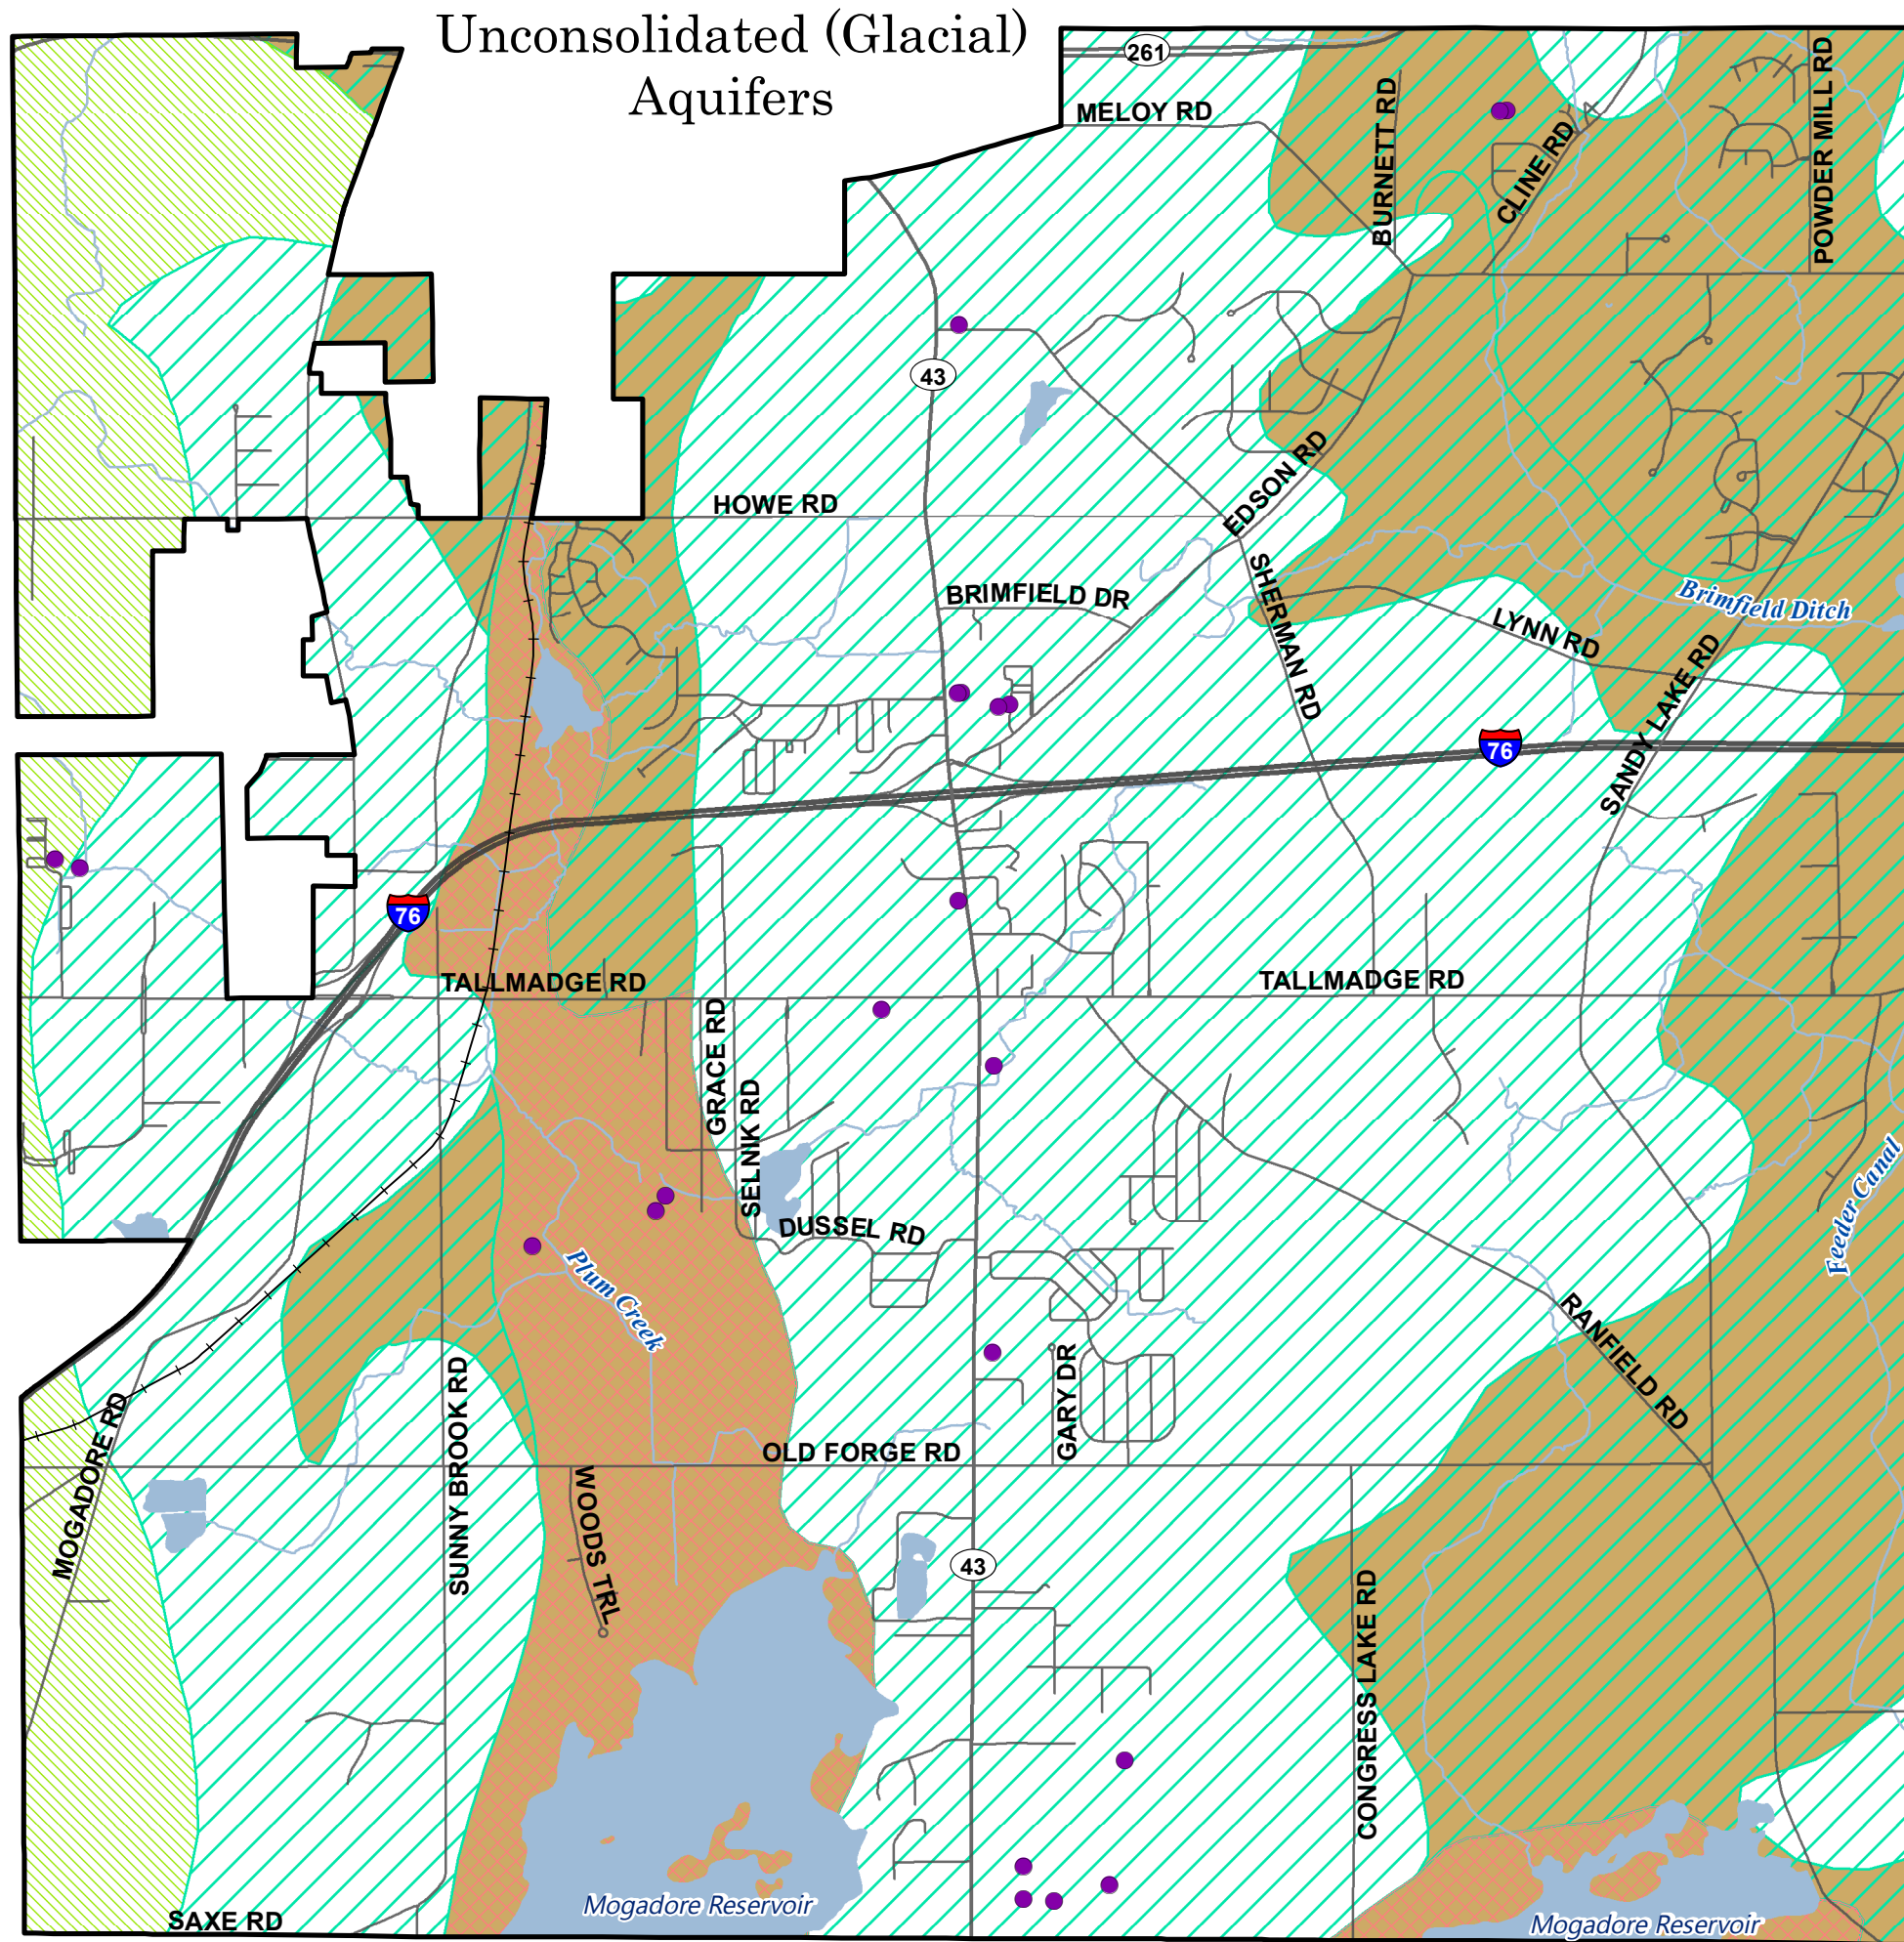 Unconsolidated (Glacial)
Aquifers
261
MELOY RD
BURNETT RD
CLINE RD
POWDER MILL RD
43
EDSON RD
HOWE RD
SHERMAN RD
BRIMFIELD DR
Brimfield Ditch
LYNN RD
SANDY LAKE RD
76
76
TALLMADGE RD
TALLMADGE RD
GRACE RD
SELNIK RD
DUSSEL RD
Feeder Canal
Plum Creek
RANFIELD RD
GARY DR
SUNNY BROOK RD
MOGADORE RD
OLD FORGE RD
WOODS TRL
43
CONGRESS LAKE RD
Mogadore Reservoir
SAXE RD
Mogadore Reservoir